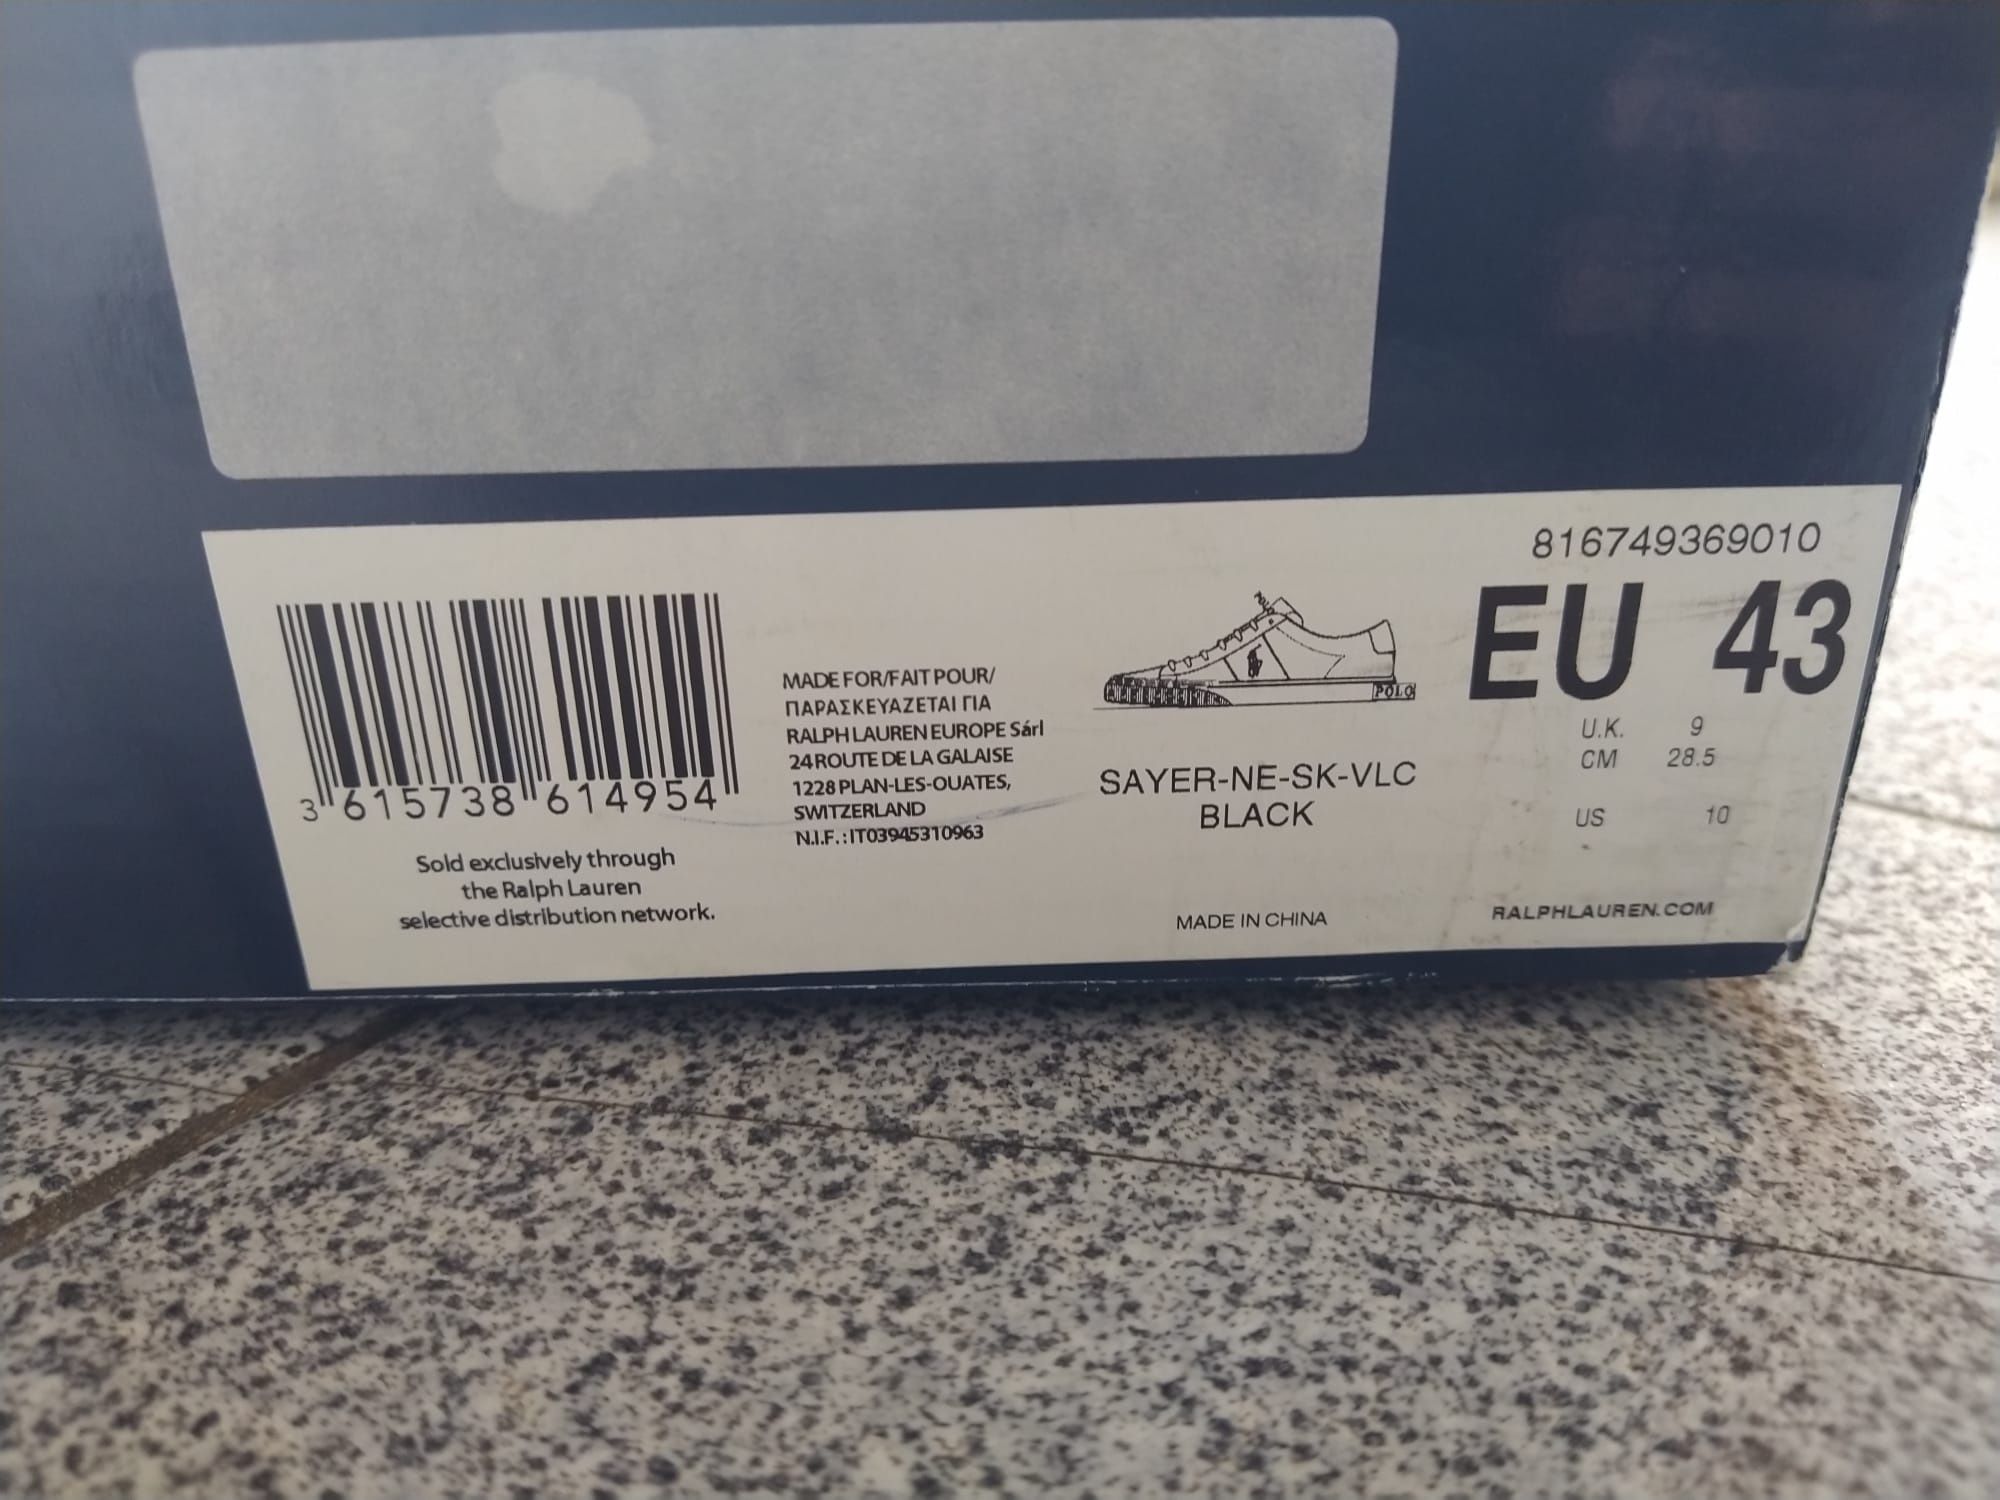 3 615738 614954
Sold exclusively through
the Ralph Lauren
selective distribution network.
MADE FOR/FAIT POUR/
ΠΑΡΑΣΚΕΥΑΖΕΤΑΙ ΓΙΑ
RALPH LAUREN EUROPE Sárl
24 ROUTE DE LA GALAISE
1228 PLAN-LES-OUATES,
SWITZERLAND
N.I.F.: IT03945310963
POLO
POLO
SAYER-NE-SK-VLC
BLACK
MADE IN CHINA
816749369010
EU 43
U.K. 9
CM 28.5
US 10
RALPHLAUREN.COM